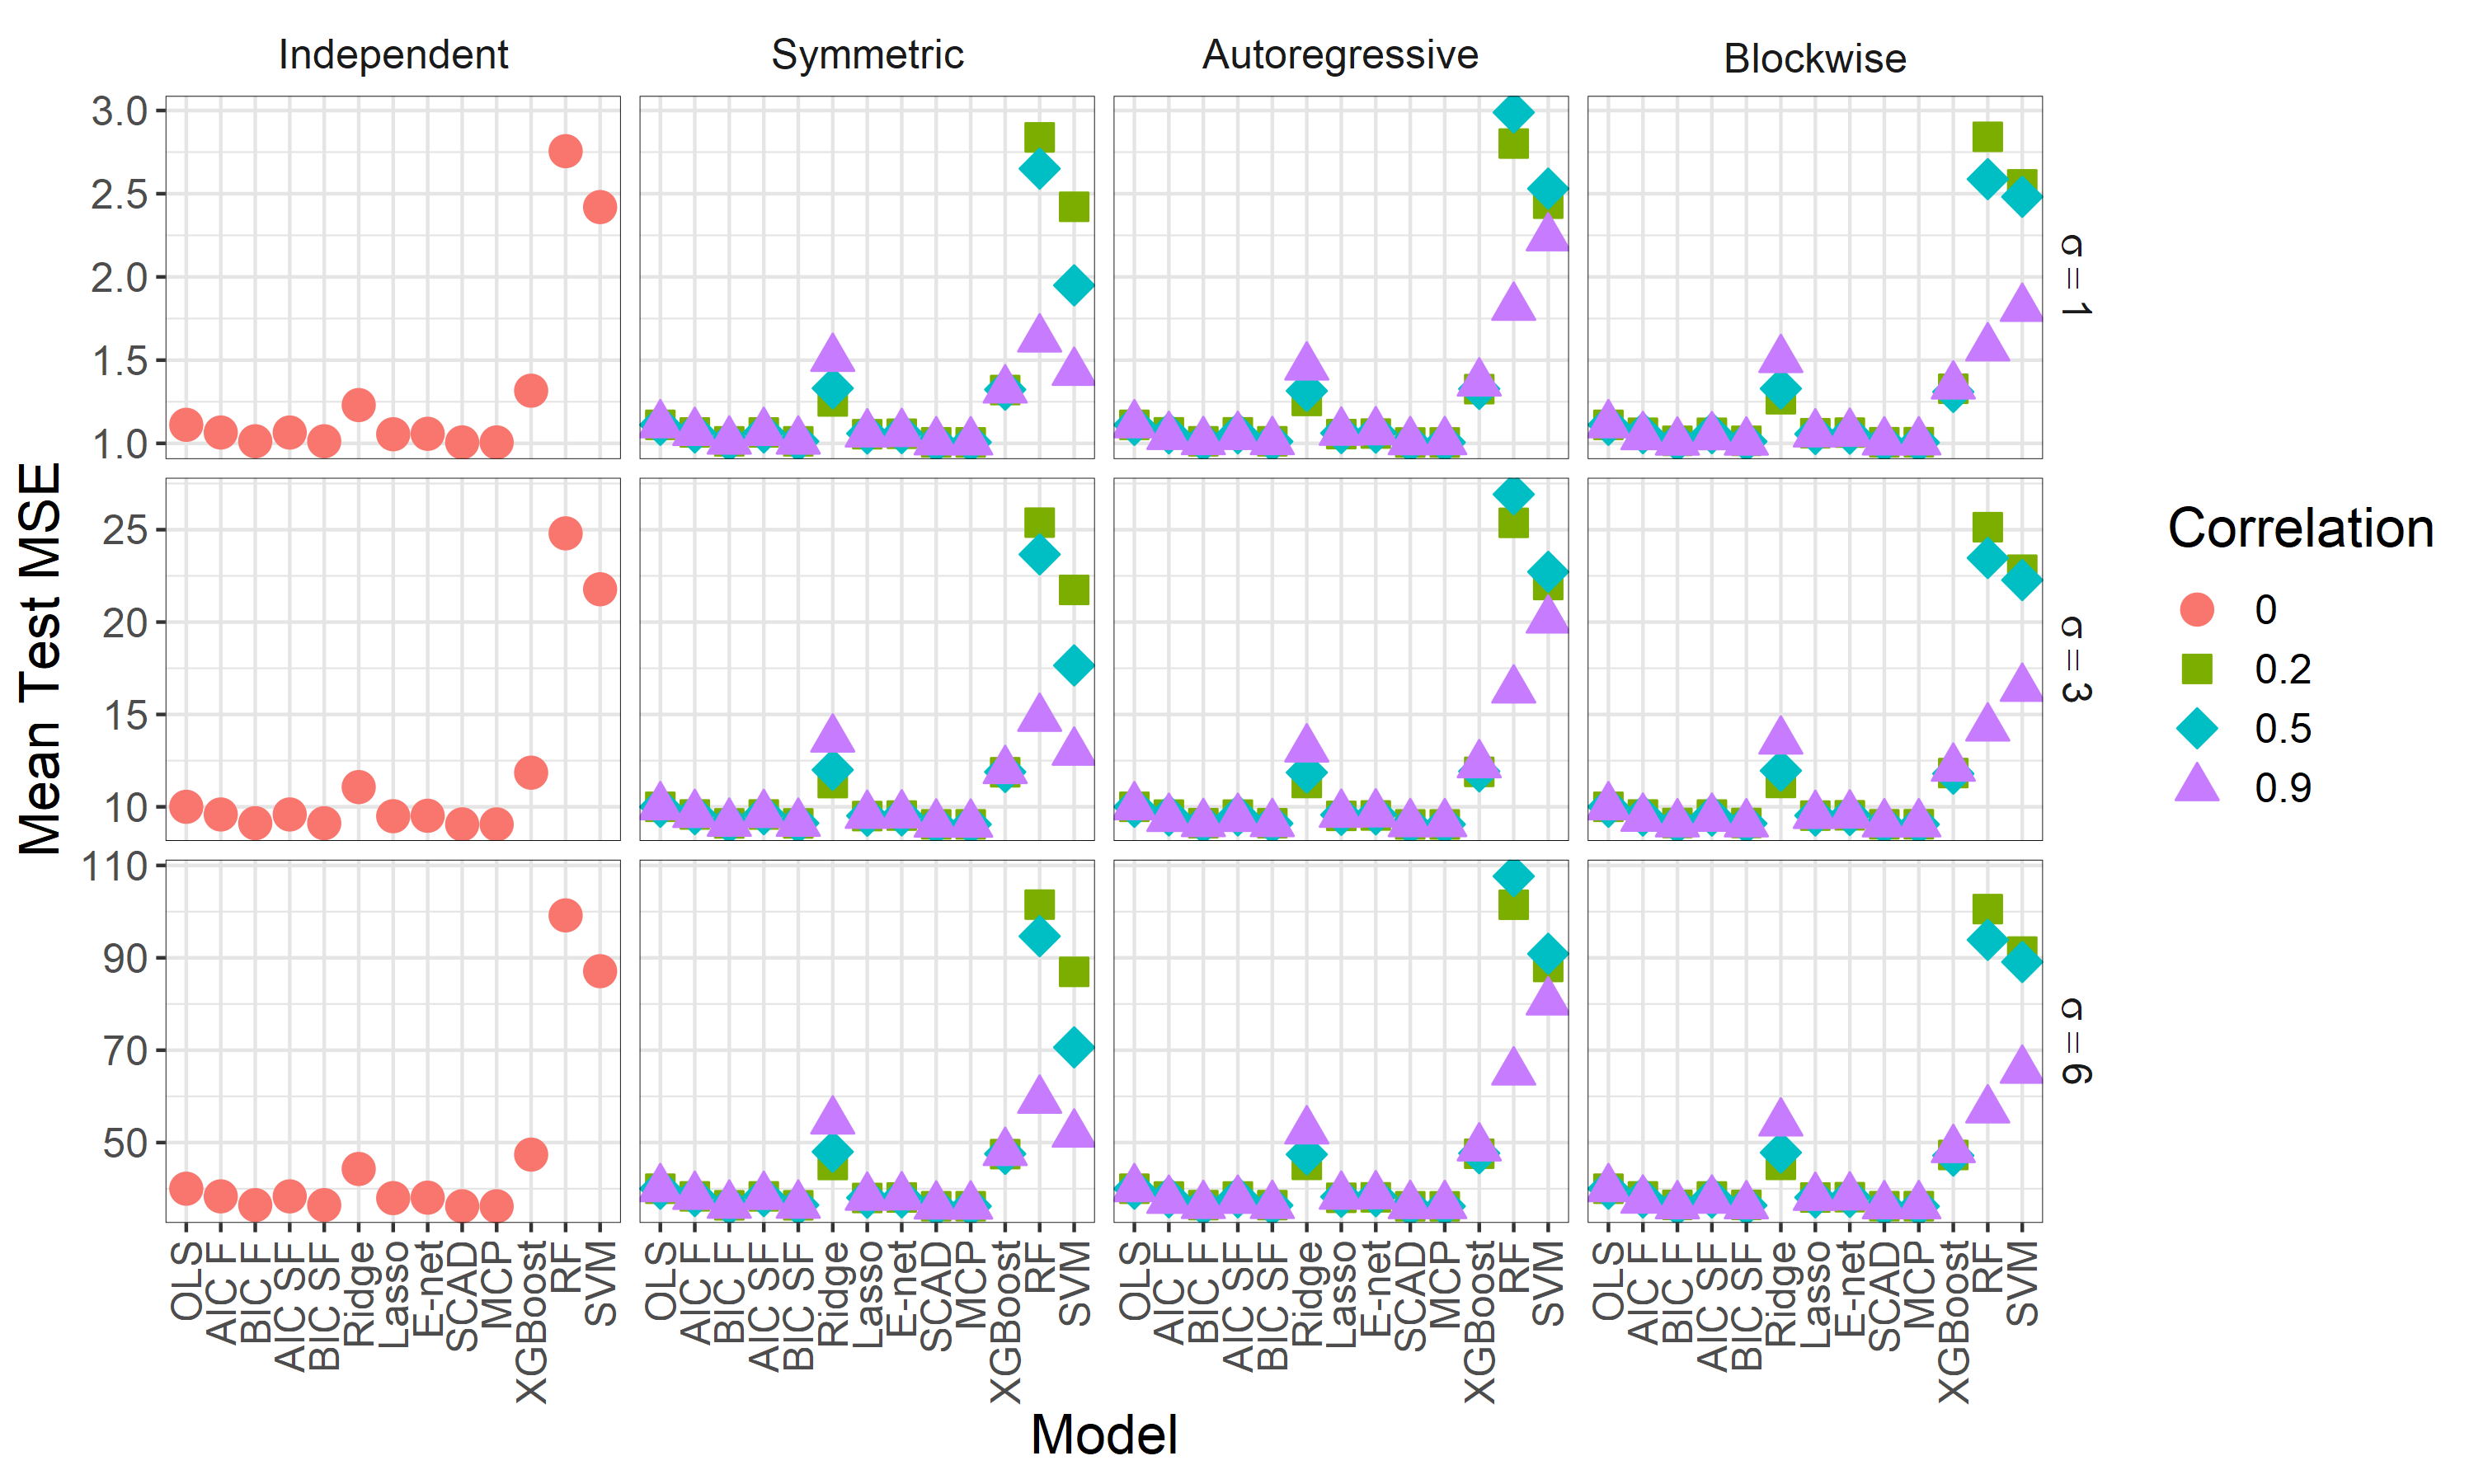 Independent
Symmetric
Autoregressive
Blockwise
Mean Test MSE
3.0
2.5
2.0
1.5
1.0
σ = 1
25
20
15
10
σ = 3
110
90
70
50
σ = 6
OLS
AIC F
BIC F
AIC SF
BIC SF
Ridge
Lasso
E-net
SCAD
MCP
XGBoost
RF
SVM
OLS
AIC F
BIC F
AIC SF
BIC SF
Ridge
Lasso
E-net
SCAD
MCP
XGBoost
RF
SVM
OLS
AIC F
BIC F
AIC SF
BIC SF
Ridge
Lasso
E-net
SCAD
MCP
XGBoost
RF
SVM
OLS
AIC F
BIC F
AIC SF
BIC SF
Ridge
Lasso
E-net
SCAD
MCP
XGBoost
RF
SVM
Model
Correlation
0
0.2
0.5
0.9